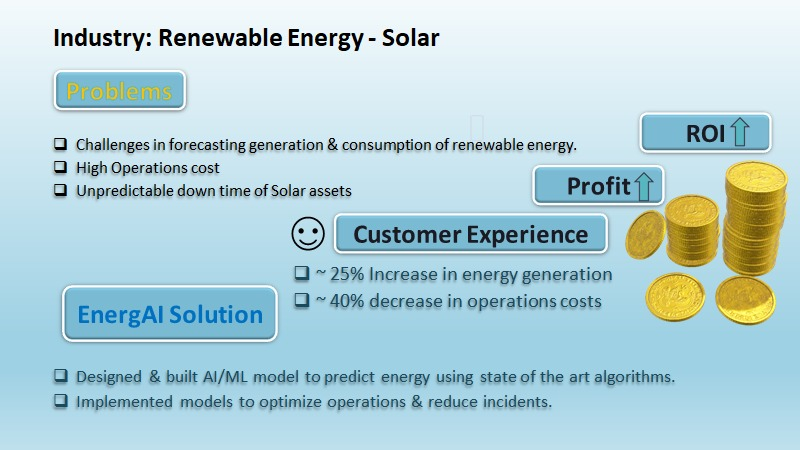 Industry: Renewable Energy - Solar
Problems
Challenges in forecasting generation & consumption of renewable energy.
High Operations cost
Unpredictable down time of Solar assets
ROI
Profit
Customer Experience
~ 25% Increase in energy generation
~ 40% decrease in operations costs
EnergAI Solution
Designed & built AI/ML model to predict energy using state of the art algorithms.
Implemented models to optimize operations & reduce incidents.